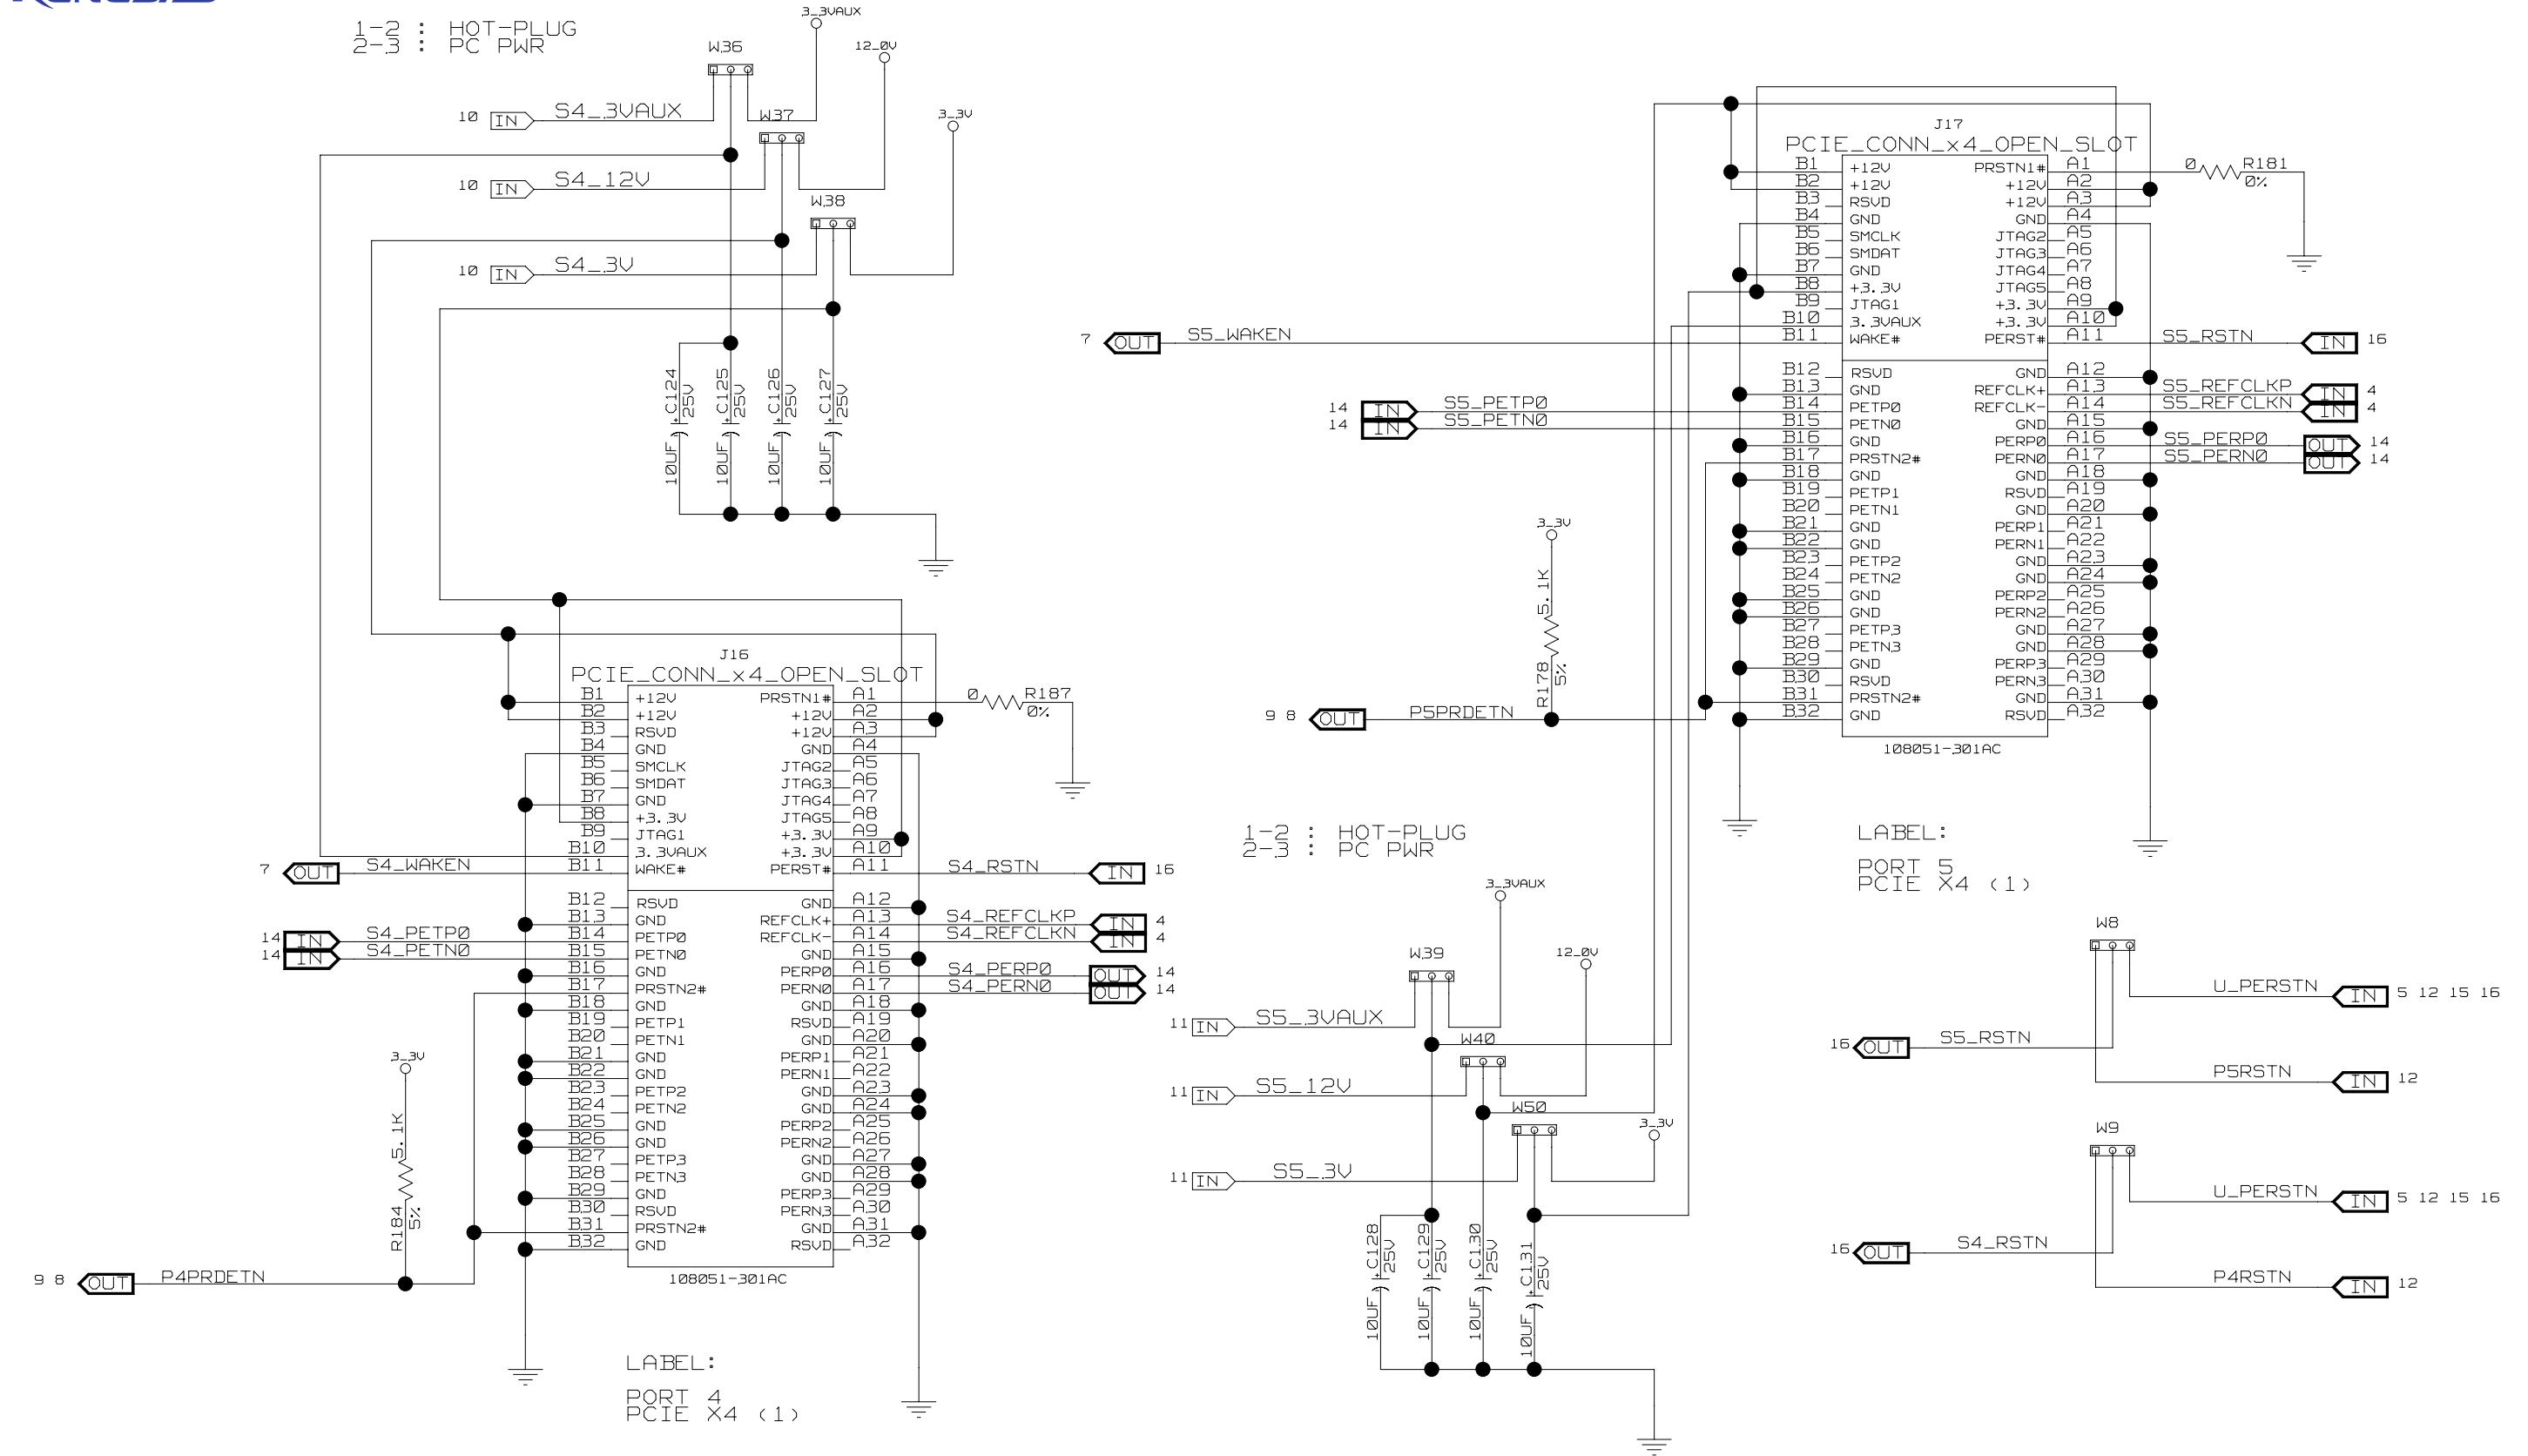 RENESAS
1-2 : HOT-PLUG
2-3 : PC PWR
W36
3_3VAUX
12_0V
10 IN S4_3VAUX
W37
3_3V
10 IN S4_12V
W38
10 IN S4_3V
C124 25V 10UF
C125 25V 10UF
C126 25V 10UF
C127 25V 10UF
J16
PCIE_CONN_x4_OPEN_SLOT
B1 +12V PRSTN1# A1 0 R187 0%
B2 +12V +12V A2
B3 RSVD +12V A3
B4 GND GND A4
B5 SMCLK JTAG2 A5
B6 SMDAT JTAG3 A6
B7 GND JTAG4 A7
B8 +3.3V JTAG5 A8
B9 JTAG1 +3.3V A9
B10 3.3VAUX +3.3V A10
7 OUT S4_WAKEN B11 WAKE# PERST# A11 S4_RSTN IN 16
B12 RSVD GND A12
B13 GND REFCLK+ A13 S4_REFCLKP IN 4
14 IN S4_PETP0 B14 PETP0 REFCLK- A14 S4_REFCLKN IN 4
14 IN S4_PETN0 B15 PETN0 GND A15
B16 GND PERP0 A16 S4_PERP0 OUT 14
B17 PRSTN2# PERN0 A17 S4_PERN0 OUT 14
B18 GND GND A18
B19 PETP1 RSVD A19
B20 PETN1 GND A20
B21 GND PERP1 A21
B22 GND PERN1 A22
B23 PETP2 GND A23
B24 PETN2 GND A24
B25 GND PERP2 A25
B26 GND PERN2 A26
B27 PETP3 GND A27
B28 PETN3 GND A28
B29 GND PERP3 A29
B30 RSVD PERN3 A30
B31 PRSTN2# GND A31
B32 GND RSVD A32
108051-301AC
3_3V
R184 5.1K 5%
9 8 OUT P4PRDETN
LABEL:
PORT 4
PCIE X4 (1)
J17
PCIE_CONN_x4_OPEN_SLOT
B1 +12V PRSTN1# A1 0 R181 0%
B2 +12V +12V A2
B3 RSVD +12V A3
B4 GND GND A4
B5 SMCLK JTAG2 A5
B6 SMDAT JTAG3 A6
B7 GND JTAG4 A7
B8 +3.3V JTAG5 A8
B9 JTAG1 +3.3V A9
B10 3.3VAUX +3.3V A10
7 OUT S5_WAKEN B11 WAKE# PERST# A11 S5_RSTN IN 16
B12 RSVD GND A12
B13 GND REFCLK+ A13 S5_REFCLKP IN 4
14 IN S5_PETP0 B14 PETP0 REFCLK- A14 S5_REFCLKN IN 4
14 IN S5_PETN0 B15 PETN0 GND A15
B16 GND PERP0 A16 S5_PERP0 OUT 14
B17 PRSTN2# PERN0 A17 S5_PERN0 OUT 14
B18 GND GND A18
B19 PETP1 RSVD A19
B20 PETN1 GND A20
B21 GND PERP1 A21
B22 GND PERN1 A22
B23 PETP2 GND A23
B24 PETN2 GND A24
B25 GND PERP2 A25
B26 GND PERN2 A26
B27 PETP3 GND A27
B28 PETN3 GND A28
B29 GND PERP3 A29
B30 RSVD PERN3 A30
B31 PRSTN2# GND A31
B32 GND RSVD A32
108051-301AC
3_3V
R178 5.1K 5%
9 8 OUT P5PRDETN
LABEL:
PORT 5
PCIE X4 (1)
1-2 : HOT-PLUG
2-3 : PC PWR
3_3VAUX
W39
12_0V
11 IN S5_3VAUX
W40
11 IN S5_12V
W50
3_3V
11 IN S5_3V
C128 25V 10UF
C129 25V 10UF
C130 25V 10UF
C131 25V 10UF
W8
U_PERSTN IN 5 12 15 16
16 OUT S5_RSTN
P5RSTN IN 12
W9
U_PERSTN IN 5 12 15 16
16 OUT S4_RSTN
P4RSTN IN 12